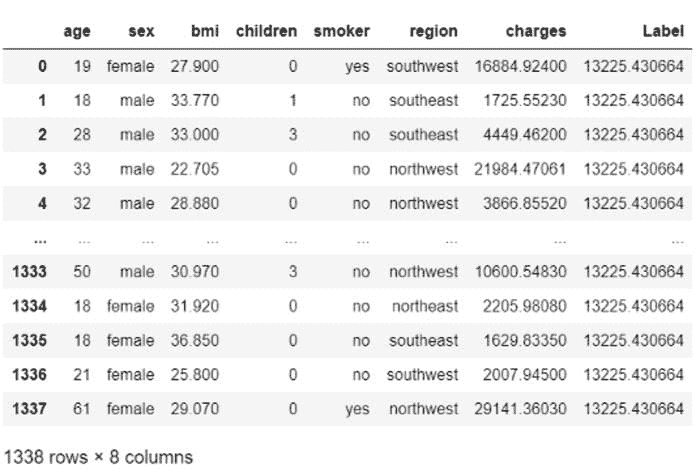 age sex bmi children smoker region charges Label
0 19 female 27.900 0 yes southwest 16884.92400 13225.430664
1 18 male 33.770 1 no southeast 1725.55230 13225.430664
2 28 male 33.000 3 no southeast 4449.46200 13225.430664
3 33 male 22.705 0 no northwest 21984.47061 13225.430664
4 32 male 28.880 0 no northwest 3866.85520 13225.430664
... ... ... ... ... ... ... ... ...
1333 50 male 30.970 3 no northwest 10600.54830 13225.430664
1334 18 female 31.920 0 no northeast 2205.98080 13225.430664
1335 18 female 36.850 0 no southeast 1629.83350 13225.430664
1336 21 female 25.800 0 no southwest 2007.94500 13225.430664
1337 61 female 29.070 0 yes northwest 29141.36030 13225.430664
1338 rows × 8 columns